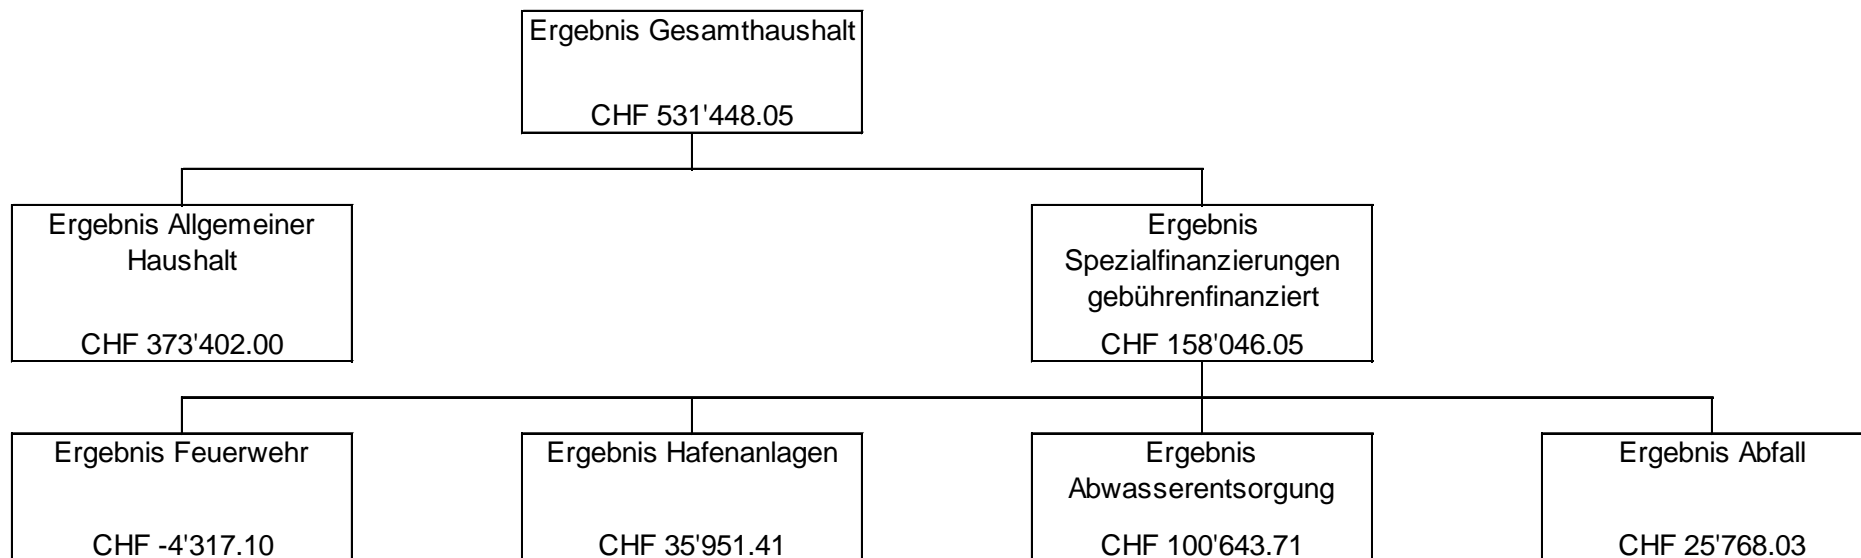 Ergebnis Gesamthaushalt
CHF 531'448.05
Ergebnis Allgemeiner
Haushalt
CHF 373'402.00
Ergebnis
Spezialfinanzierungen
gebührenfinanziert
CHF 158'046.05
Ergebnis Feuerwehr
CHF -4'317.10
Ergebnis Hafenanlagen
CHF 35'951.41
Ergebnis
Abwasserentsorgung
CHF 100'643.71
Ergebnis Abfall
CHF 25'768.03